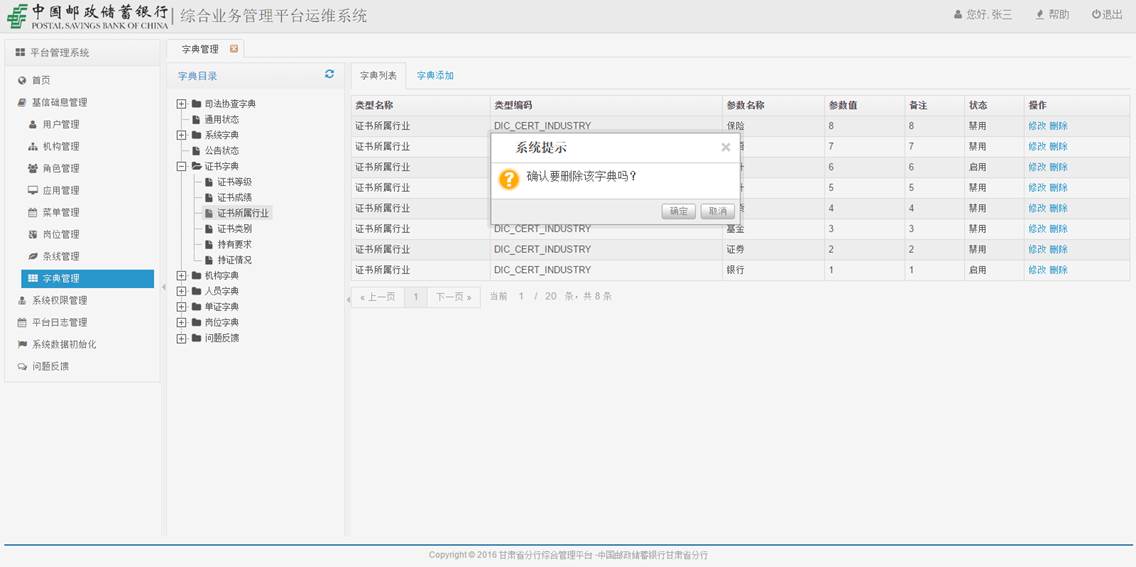 中国邮政储蓄银行
POSTAL SAVINGS BANK OF CHINA
综合业务管理平台运维系统
您好, 张三 帮助 退出
平台管理系统
首页
基信础息管理
用户管理
机构管理
角色管理
应用管理
菜单管理
岗位管理
条线管理
字典管理
系统权限管理
平台日志管理
系统数据初始化
问题反馈
字典管理
字典目录
司法协查字典
通用状态
系统字典
公告状态
证书字典
证书等级
证书成绩
证书所属行业
证书类别
持有要求
持证情况
机构字典
人员字典
单证字典
岗位字典
问题反馈
字典列表 字典添加
类型名称 类型编码 参数名称 参数值 备注 状态 操作
证书所属行业 DIC_CERT_INDUSTRY 保险 8 8 禁用 修改 删除
证书所属行业 7 7 禁用 修改 删除
证书所属行业 6 6 启用 修改 删除
证书所属行业 5 5 禁用 修改 删除
证书所属行业 4 4 禁用 修改 删除
证书所属行业 DIC_CERT_INDUSTRY 基金 3 3 禁用 修改 删除
证书所属行业 DIC_CERT_INDUSTRY 证券 2 2 禁用 修改 删除
证书所属行业 DIC_CERT_INDUSTRY 银行 1 1 启用 修改 删除
« 上一页 1 下一页 » 当前 1 / 20 条，共 8 条
系统提示 ×
确认要删除该字典吗？
确定 取消
Copyright © 2016 甘肃省分行综合管理平台 -中国邮政储蓄银行甘肃省分行